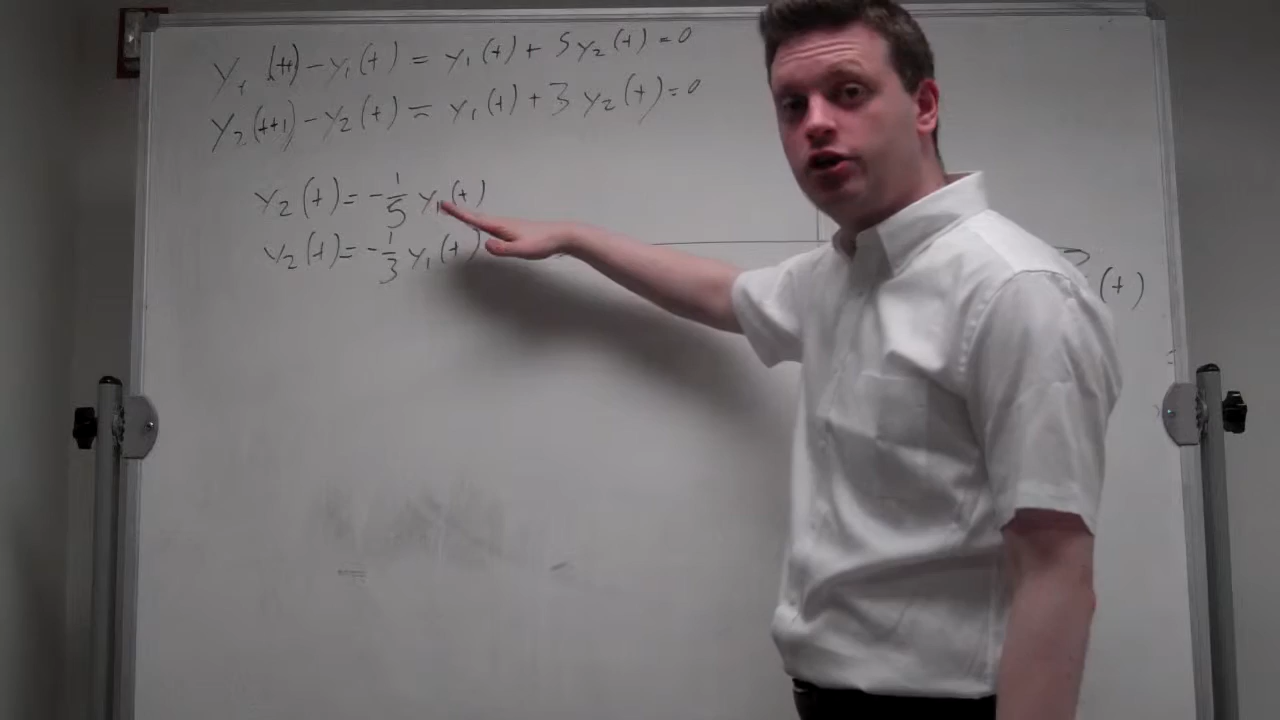 y₁(t+1) - y₁(t) = y₁(t) + 5y₂(t) = 0
y₂(t+1) - y₂(t) = y₁(t) + 3y₂(t) = 0
y₂(t) = -1/5 y₁(t)
y₂(t) = -1/3 y₁(t)
(t)